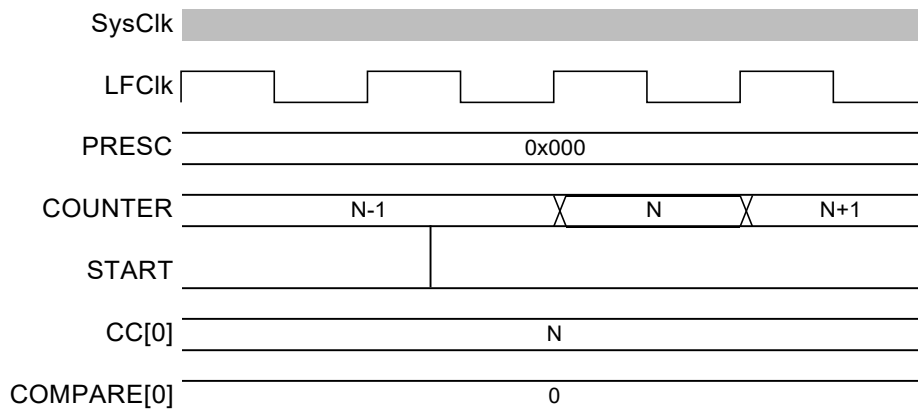 SysClk
LFClk
PRESC 0x000
COUNTER N-1 N N+1
START
CC[0] N
COMPARE[0] 0